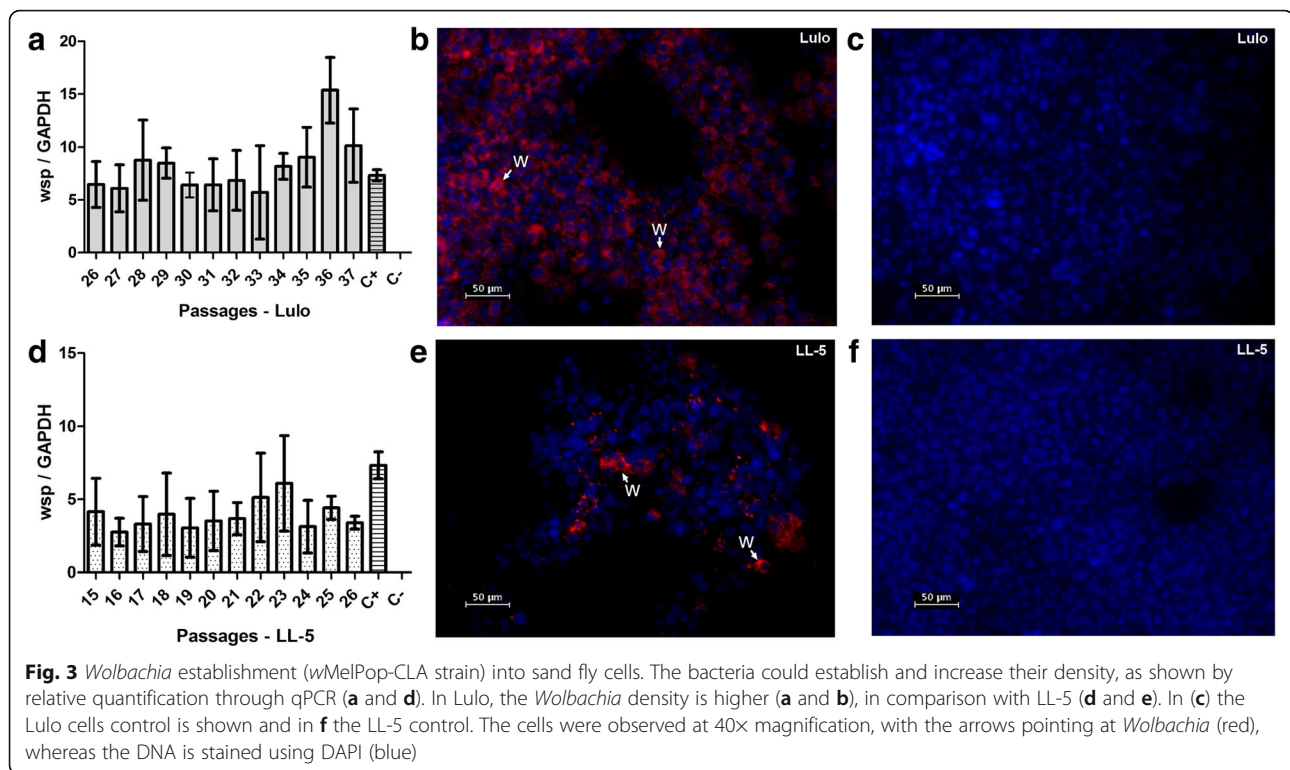 a
20
15
10
5
0
wsp / GAPDH
26 27 28 29 30 31 32 33 34 35 36 37 C+ C-
Passages - Lulo
b
Lulo
W
W
50 µm
c
Lulo
50 µm
d
15
10
5
0
wsp / GAPDH
15 16 17 18 19 20 21 22 23 24 25 26 C+ C-
Passages - LL-5
e
LL-5
W
W
50 µm
f
LL-5
50 µm
Fig. 3 Wolbachia establishment (wMelPop-CLA strain) into sand fly cells. The bacteria could establish and increase their density, as shown by
relative quantification through qPCR (a and d). In Lulo, the Wolbachia density is higher (a and b), in comparison with LL-5 (d and e). In (c) the
Lulo cells control is shown and in f the LL-5 control. The cells were observed at 40× magnification, with the arrows pointing at Wolbachia (red),
whereas the DNA is stained using DAPI (blue)